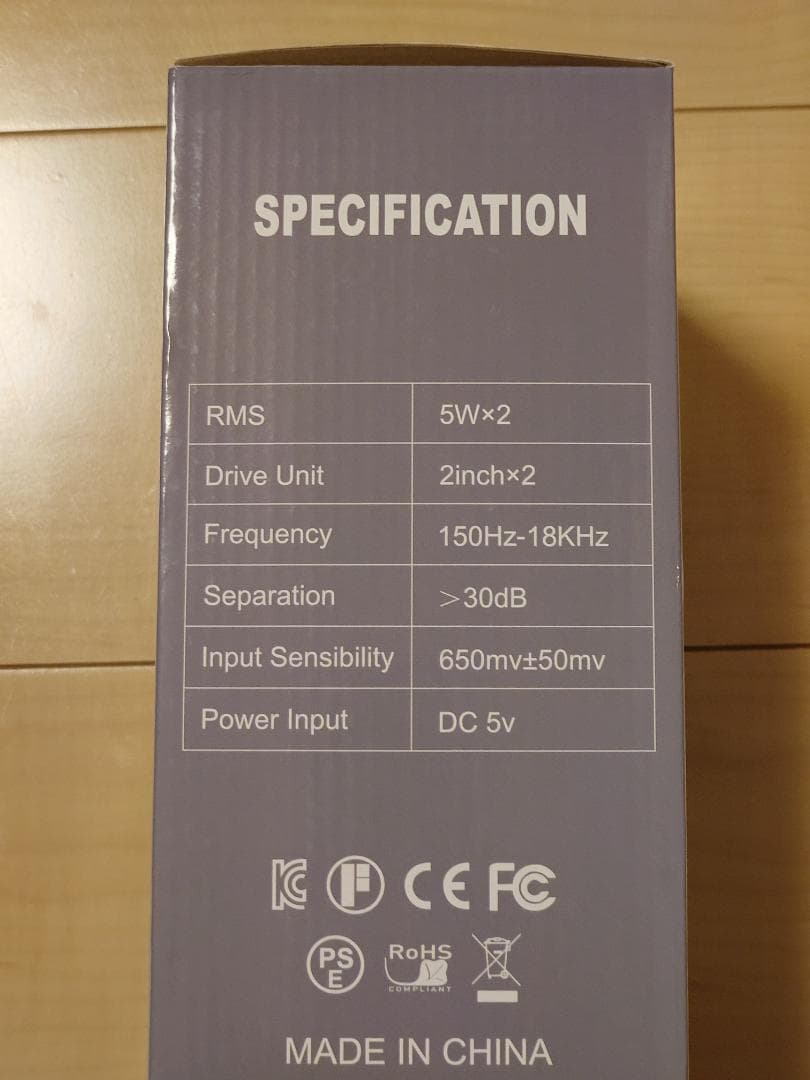 SPECIFICATION
RMS 5W×2
Drive Unit 2inch×2
Frequency 150Hz-18KHz
Separation ＞30dB
Input Sensibility 650mv±50mv
Power Input DC 5v
KC F CE FC
PS
E
RoHS
COMPLIANT
MADE IN CHINA